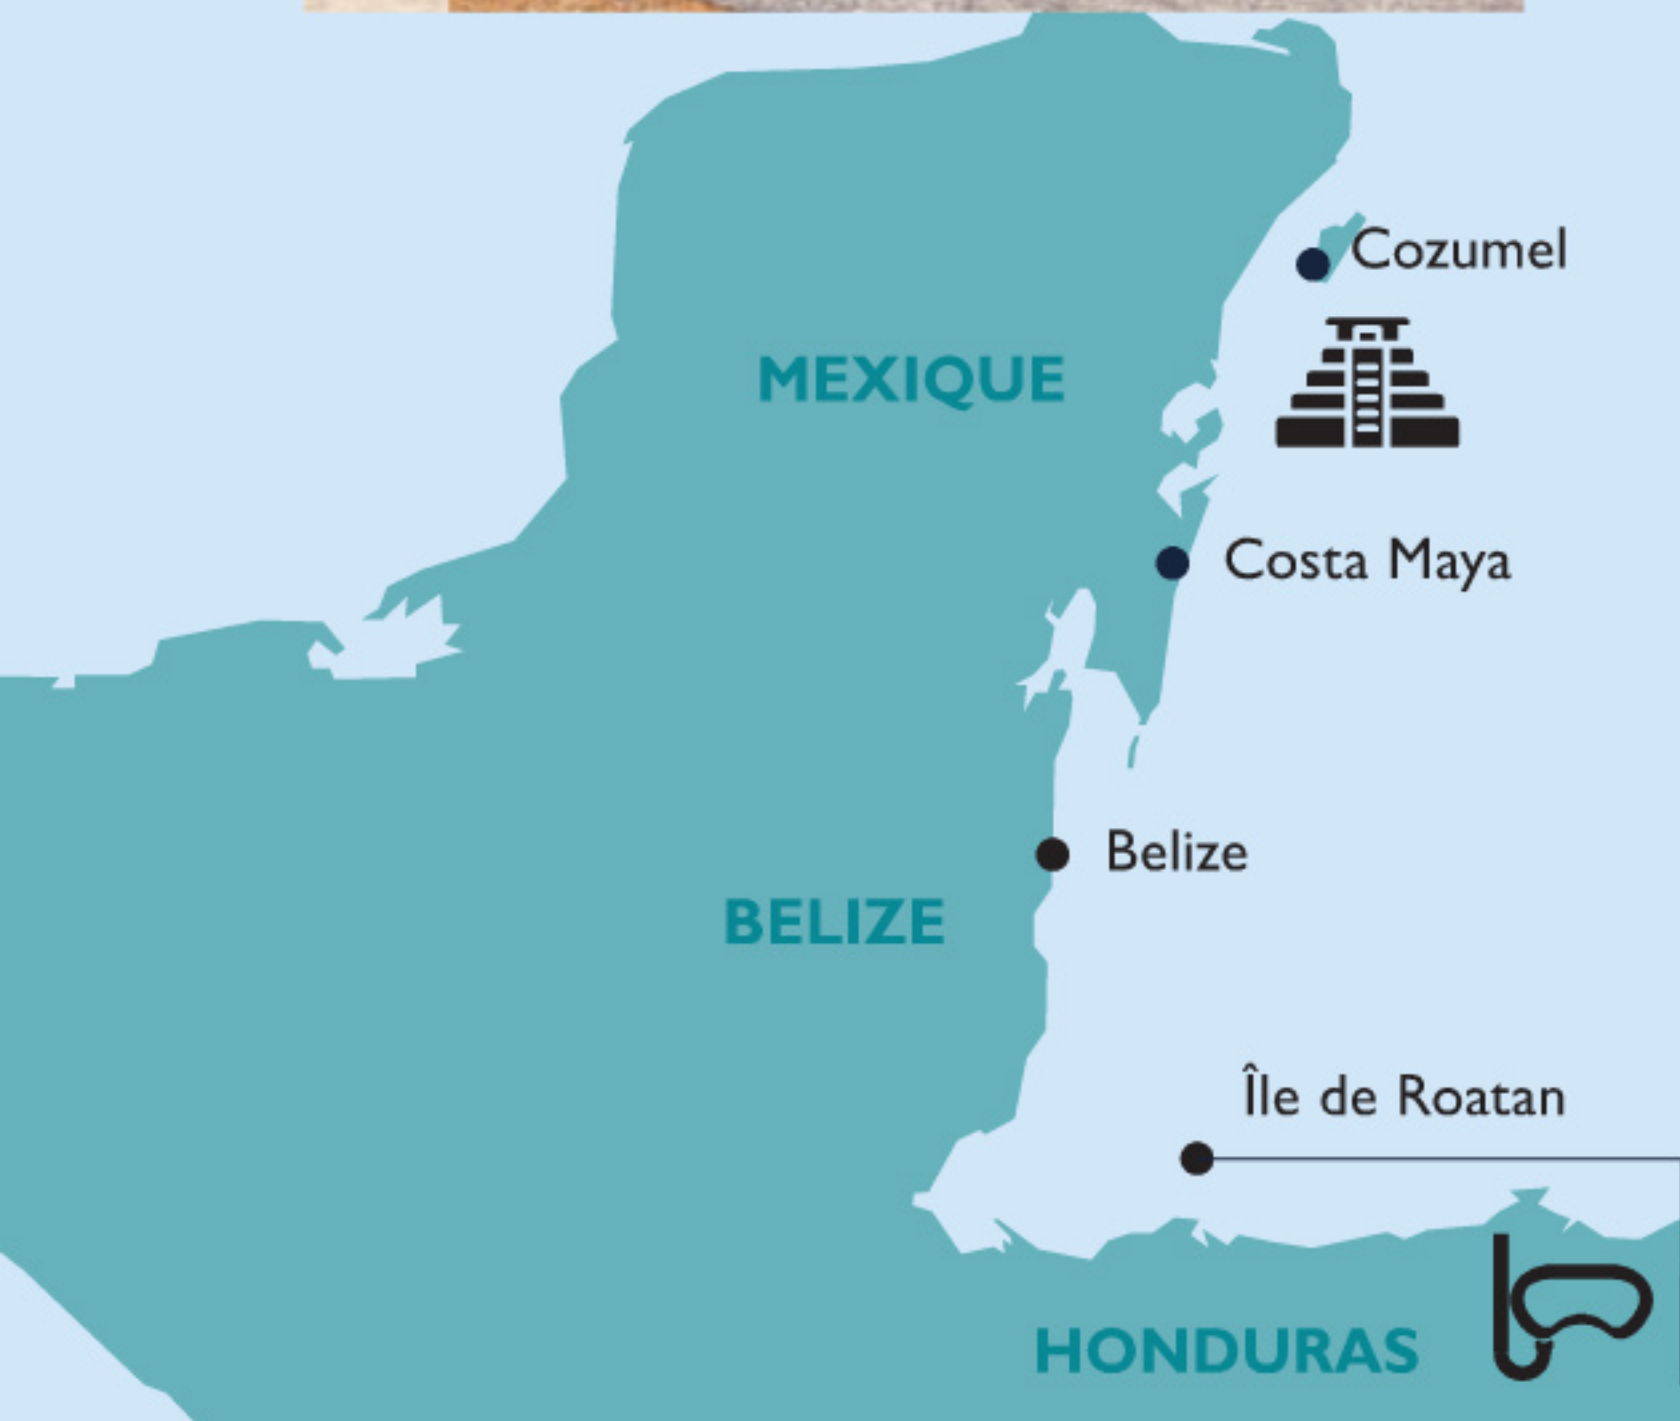 Cozumel
MEXIQUE
Costa Maya
Belize
BELIZE
Île de Roatan
HONDURAS